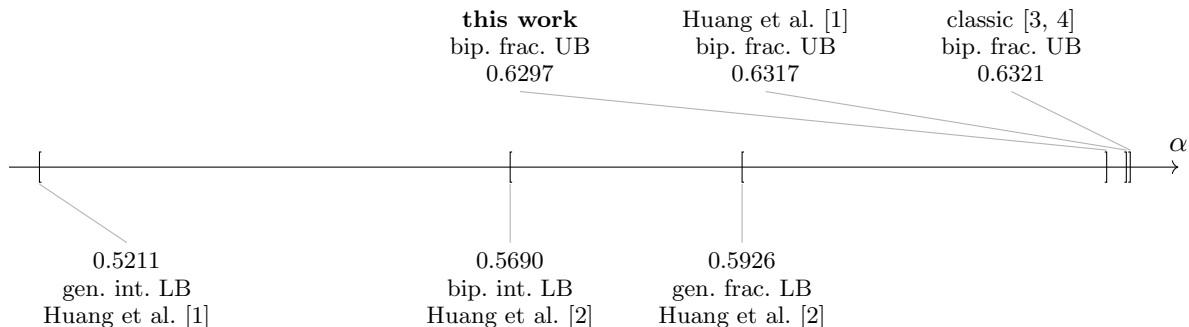 this work
bip. frac. UB
0.6297
Huang et al. [1]
bip. frac. UB
0.6317
classic [3, 4]
bip. frac. UB
0.6321
α
0.5211
gen. int. LB
Huang et al. [1]
0.5690
bip. int. LB
Huang et al. [2]
0.5926
gen. frac. LB
Huang et al. [2]